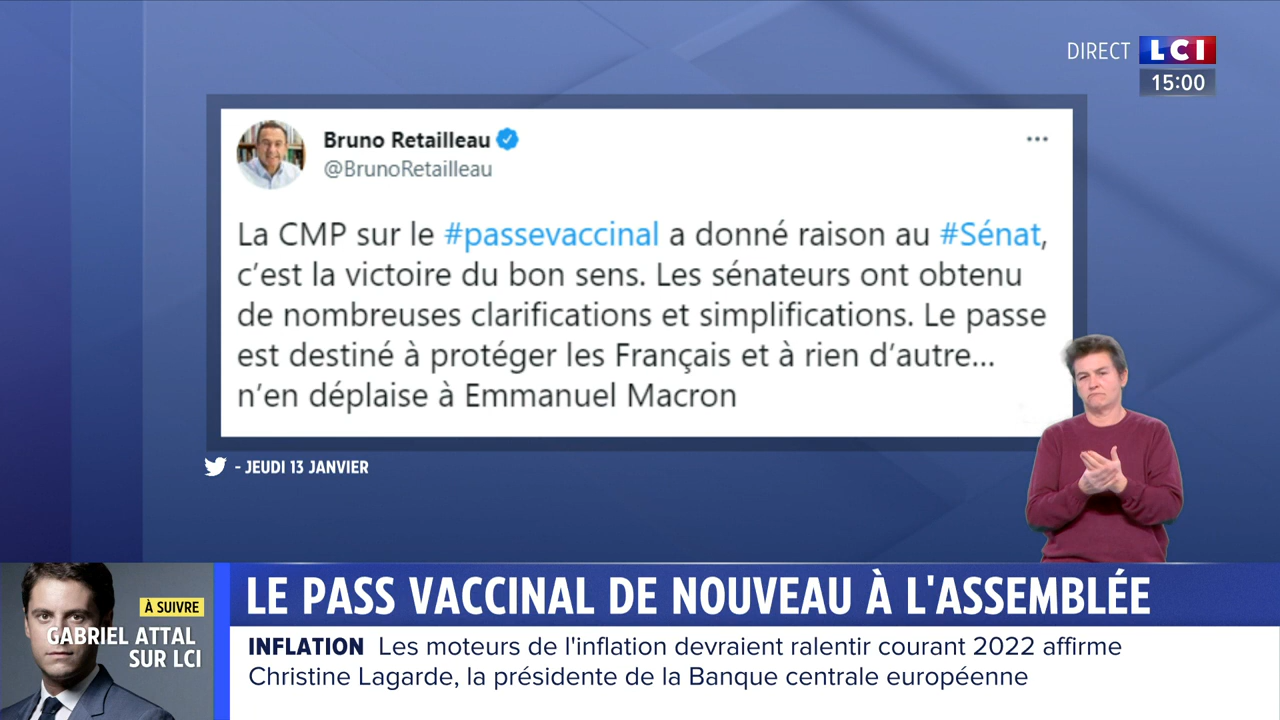 DIRECT LCI
15:00
Bruno Retailleau
@BrunoRetailleau
La CMP sur le #passevaccinal a donné raison au #Sénat,
c’est la victoire du bon sens. Les sénateurs ont obtenu
de nombreuses clarifications et simplifications. Le passe
est destiné à protéger les Français et à rien d’autre...
n’en déplaise à Emmanuel Macron
- JEUDI 13 JANVIER
À SUIVRE
GABRIEL ATTAL
SUR LCI
LE PASS VACCINAL DE NOUVEAU À L'ASSEMBLÉE
INFLATION Les moteurs de l'inflation devraient ralentir courant 2022 affirme
Christine Lagarde, la présidente de la Banque centrale européenne